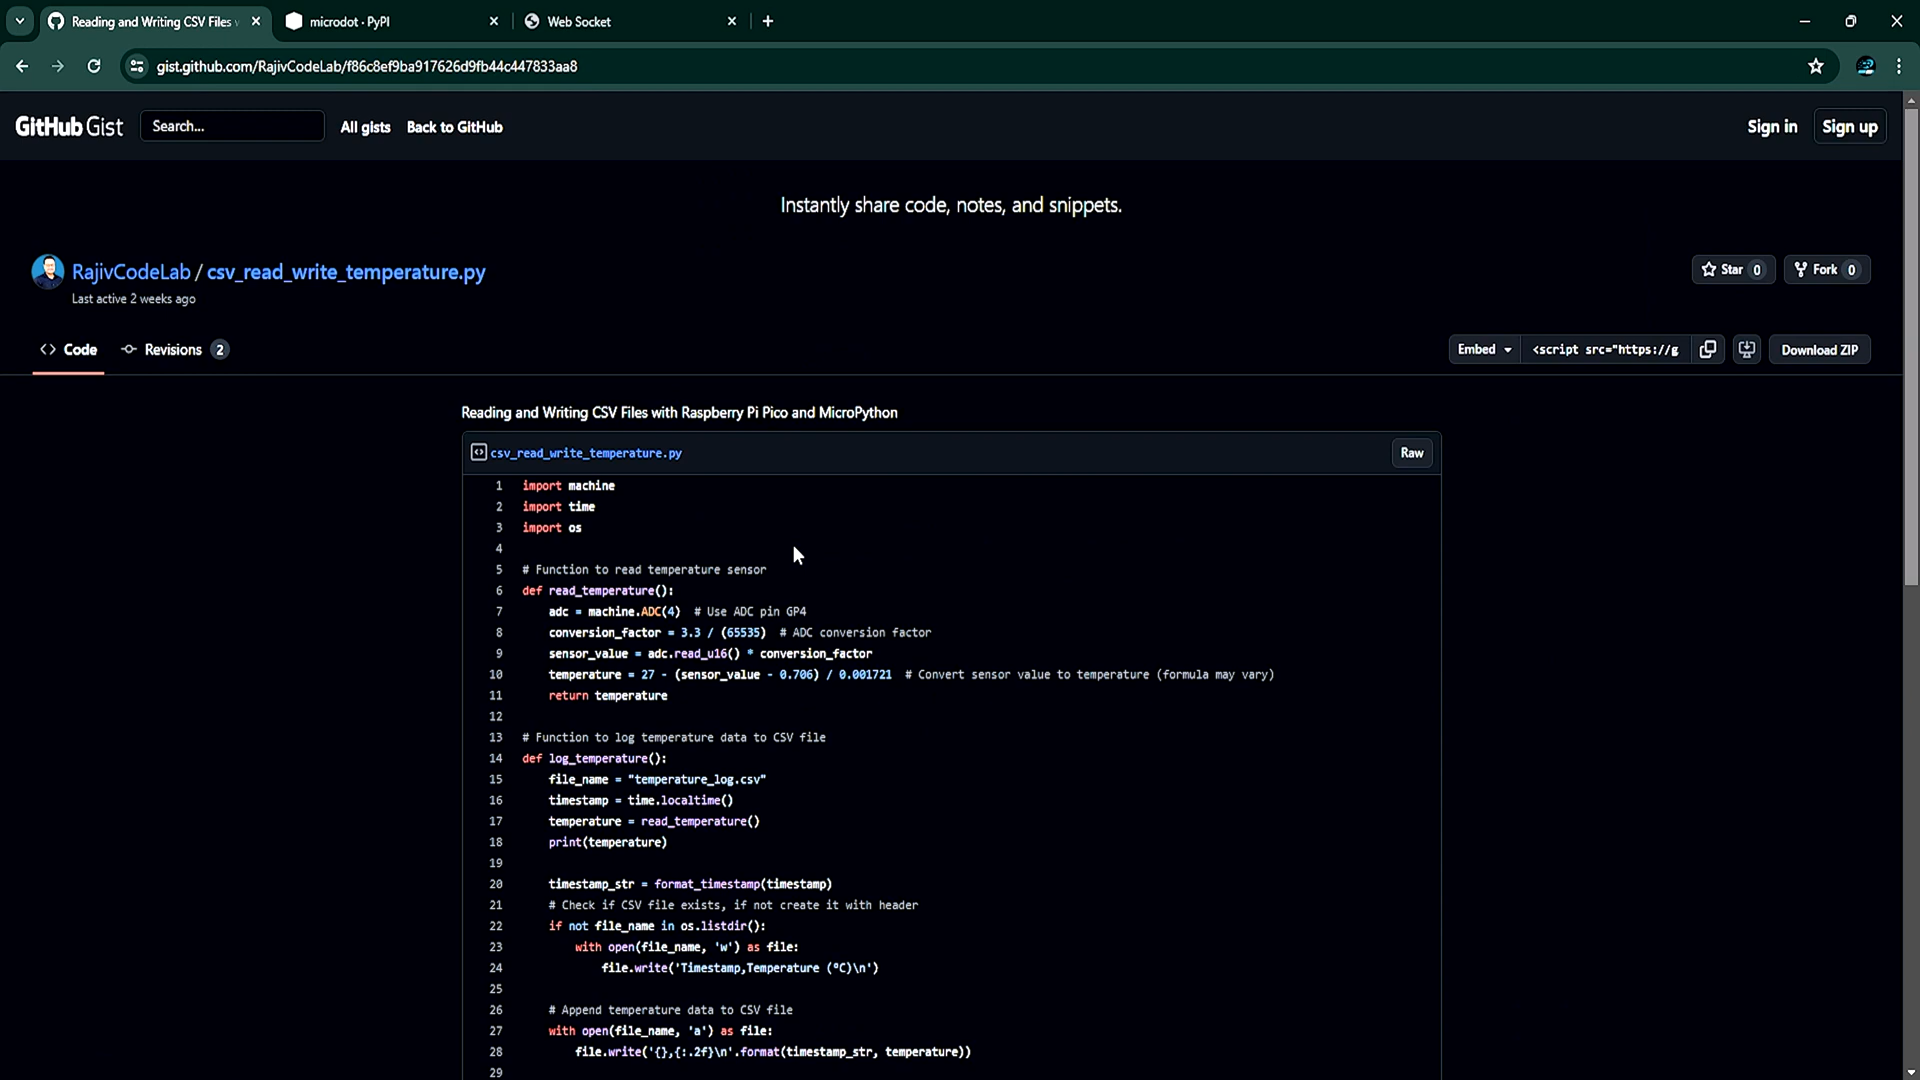 Reading and Writing CSV Files
microdot · PyPI
Web Socket
gist.github.com/RajivCodeLab/f86c8ef9ba917626d9fb44c447833aa8
GitHub Gist
Search...
All gists
Back to GitHub
Sign in
Sign up
Instantly share code, notes, and snippets.
RajivCodeLab / csv_read_write_temperature.py
Last active 2 weeks ago
Star 0
Fork 0
Code
Revisions 2
Embed
<script src="https://g
Download ZIP
Reading and Writing CSV Files with Raspberry Pi Pico and MicroPython
csv_read_write_temperature.py
Raw
1 import machine
2 import time
3 import os
4
5 # Function to read temperature sensor
6 def read_temperature():
7 adc = machine.ADC(4) # Use ADC pin GP4
8 conversion_factor = 3.3 / (65535) # ADC conversion factor
9 sensor_value = adc.read_u16() * conversion_factor
10 temperature = 27 - (sensor_value - 0.706) / 0.001721 # Convert sensor value to temperature (formula may vary)
11 return temperature
12
13 # Function to log temperature data to CSV file
14 def log_temperature():
15 file_name = "temperature_log.csv"
16 timestamp = time.localtime()
17 temperature = read_temperature()
18 print(temperature)
19
20 timestamp_str = format_timestamp(timestamp)
21 # Check if CSV file exists, if not create it with header
22 if not file_name in os.listdir():
23 with open(file_name, 'w') as file:
24 file.write('Timestamp,Temperature (°C)\n')
25
26 # Append temperature data to CSV file
27 with open(file_name, 'a') as file:
28 file.write('{},{:.2f}\n'.format(timestamp_str, temperature))
29